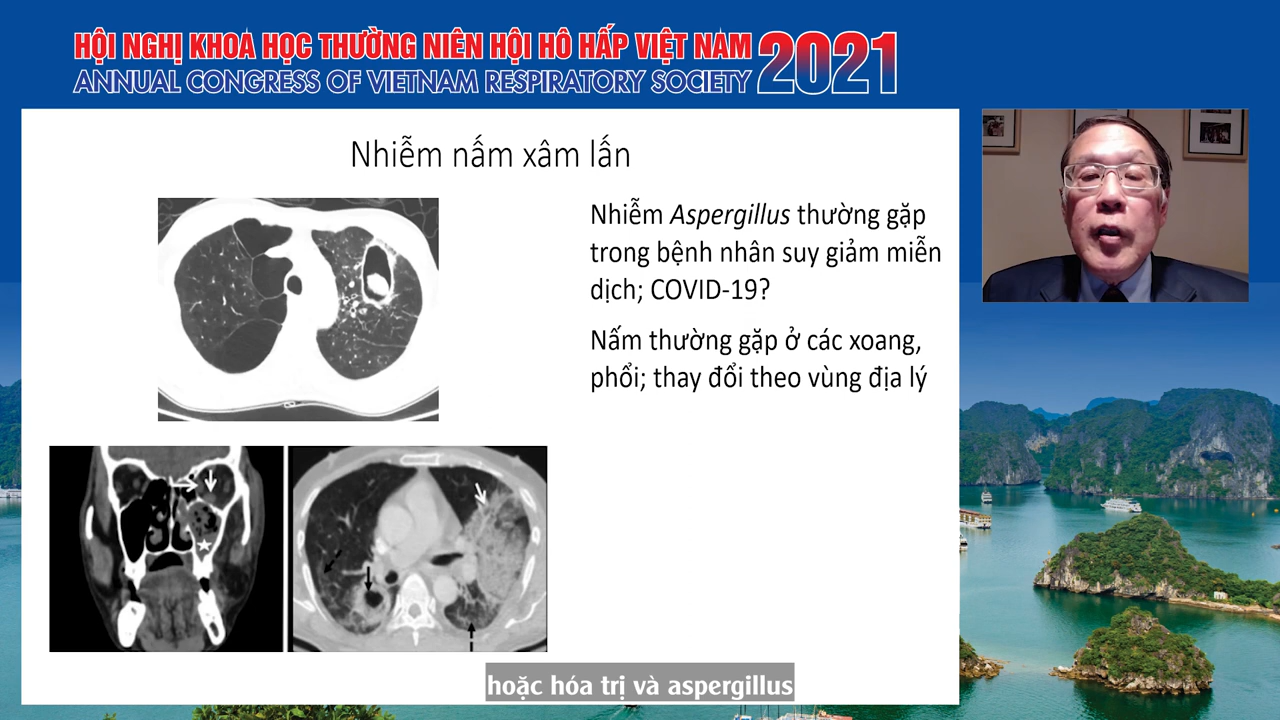 HỘI NGHỊ KHOA HỌC THƯỜNG NIÊN HỘI HÔ HẤP VIỆT NAM 2021
ANNUAL CONGRESS OF VIETNAM RESPIRATORY SOCIETY
Nhiễm nấm xâm lấn
Nhiễm Aspergillus thường gặp
trong bệnh nhân suy giảm miễn
dịch; COVID-19?
Nấm thường gặp ở các xoang,
phổi; thay đổi theo vùng địa lý
hoặc hóa trị và aspergillus